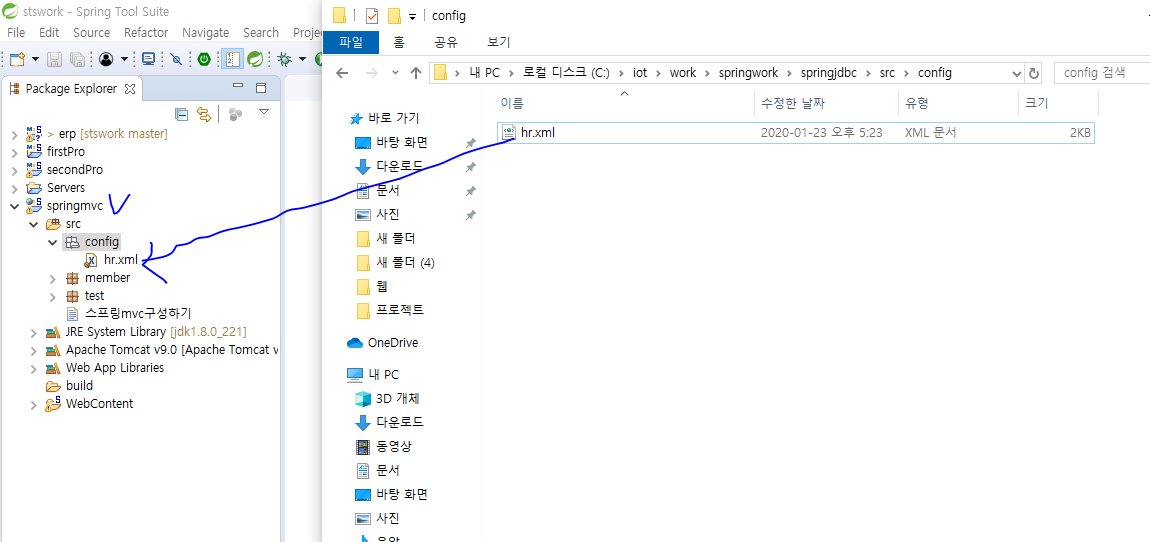 stswork - Spring Tool Suite
File Edit Source Refactor Navigate Search Proje
Package Explorer
> erp [stswork master]
firstPro
secondPro
Servers
springmvc
src
config
hr.xml
member
test
스프링mvc구성하기
JRE System Library [jdk1.8.0_221]
Apache Tomcat v9.0 [Apache Tomcat v
Web App Libraries
build
WebContent
config
파일 홈 공유 보기
내 PC > 로컬 디스크 (C:) > iot > work > springwork > springjdbc > src > config
config 검색
이름 수정한 날짜 유형 크기
hr.xml 2020-01-23 오후 5:23 XML 문서 2KB
바로 가기
바탕 화면
다운로드
문서
사진
새 폴더
새 폴더 (4)
웹
프로젝트
OneDrive
내 PC
3D 개체
다운로드
동영상
문서
바탕 화면
사진